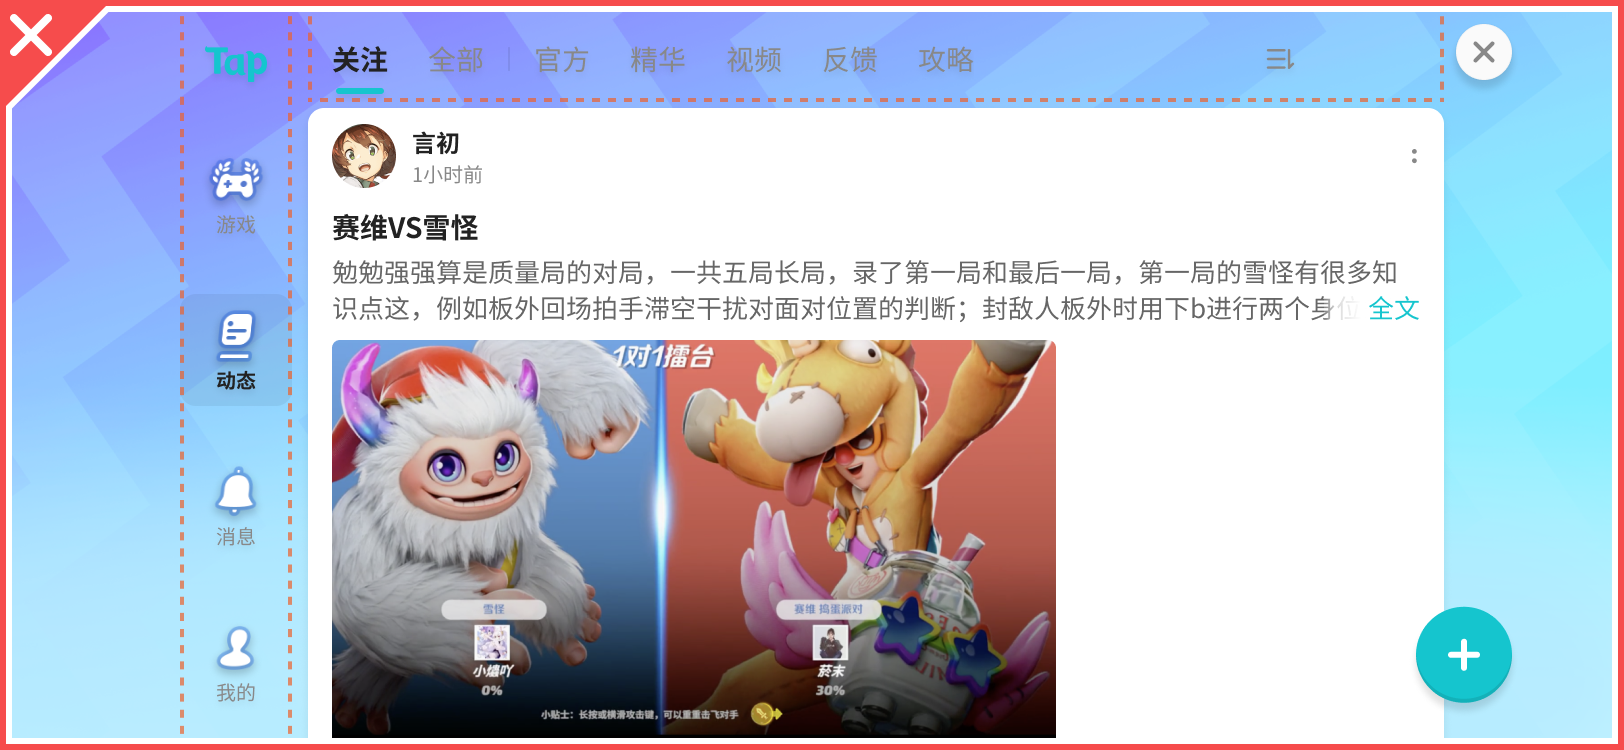 Tap
关注 全部 官方 精华 视频 反馈 攻略
言初
1小时前
游戏
赛维VS雪怪
勉勉强强算是质量局的对局，一共五局长局，录了第一局和最后一局，第一局的雪怪有很多知
识点这，例如板外回场拍手滞空干扰对面对位置的判断；封敌人板外时用下b进行两个身位 全文
1对1擂台
动态
消息
雪怪
赛维 捣蛋派对
菸末
0%
30%
我的
小贴士：长按或横滑攻击键，可以重重击飞对手